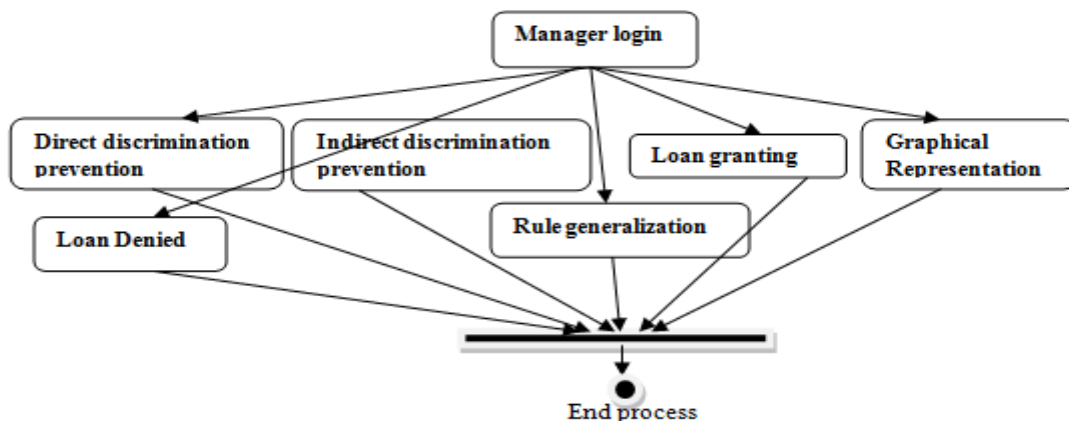 Manager login
Direct discrimination
prevention
Indirect discrimination
prevention
Loan granting
Graphical
Representation
Loan Denied
Rule generalization
End process